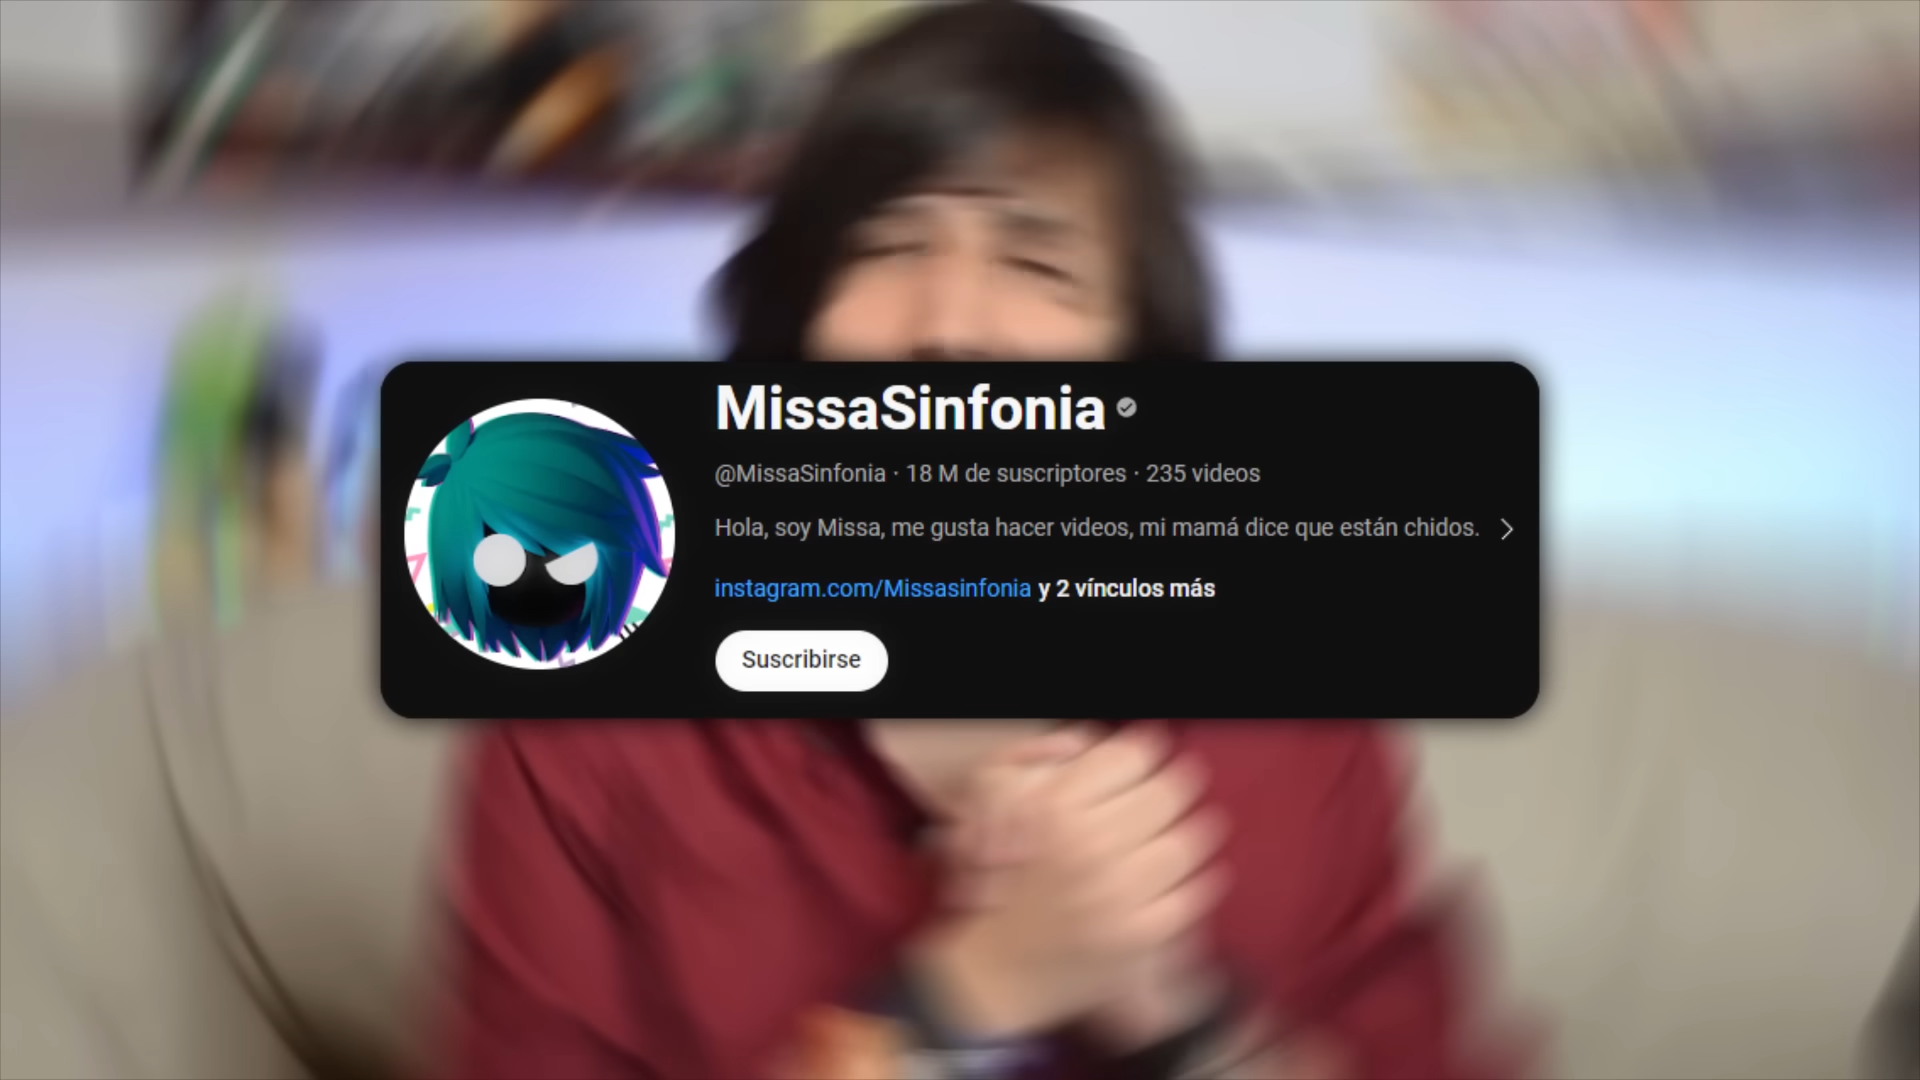 MissaSinfonia
@MissaSinfonia · 18 M de suscriptores · 235 videos
Hola, soy Missa, me gusta hacer videos, mi mamá dice que están chidos.
instagram.com/Missasinfonia y 2 vínculos más
Suscribirse